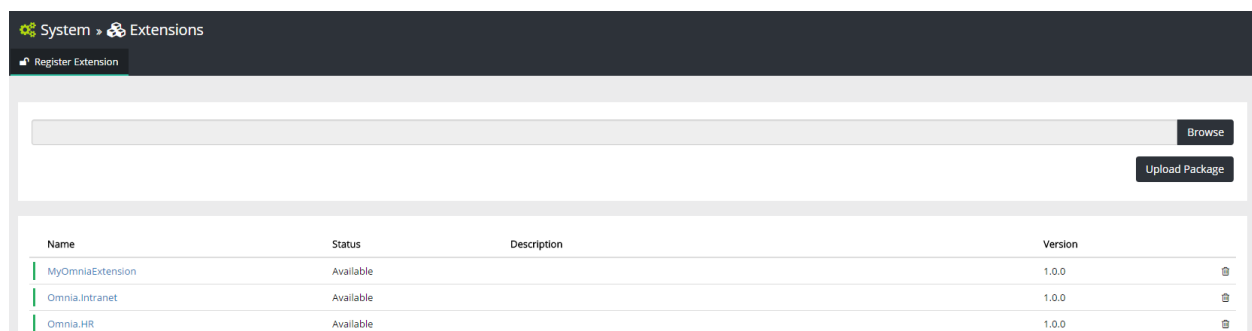 System » Extensions
Register Extension
Browse
Upload Package
Name Status Description Version
MyOmniaExtension Available 1.0.0
Omnia.Intranet Available 1.0.0
Omnia.HR Available 1.0.0